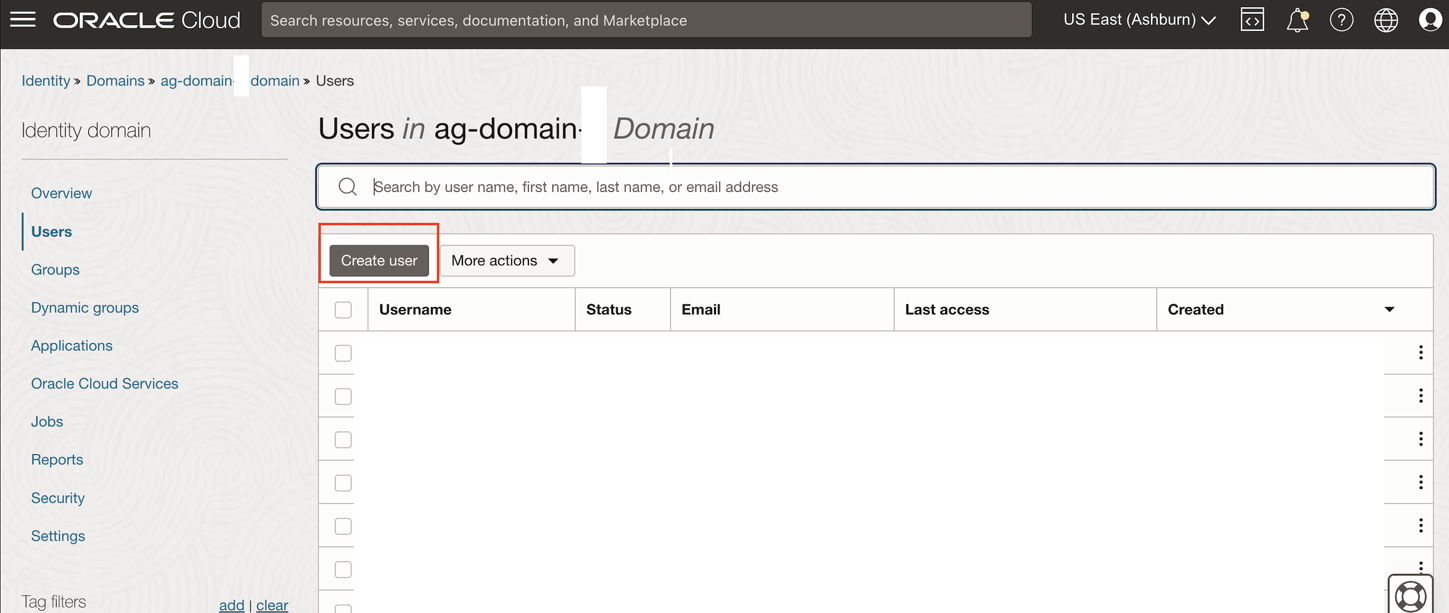 ORACLE Cloud
Search resources, services, documentation, and Marketplace
US East (Ashburn)
Identity » Domains » ag-domain- domain » Users
Identity domain
Overview
Users
Groups
Dynamic groups
Applications
Oracle Cloud Services
Jobs
Reports
Security
Settings
Tag filters
add | clear
Users in ag-domain- Domain
Search by user name, first name, last name, or email address
Create user
More actions
Username Status Email Last access Created